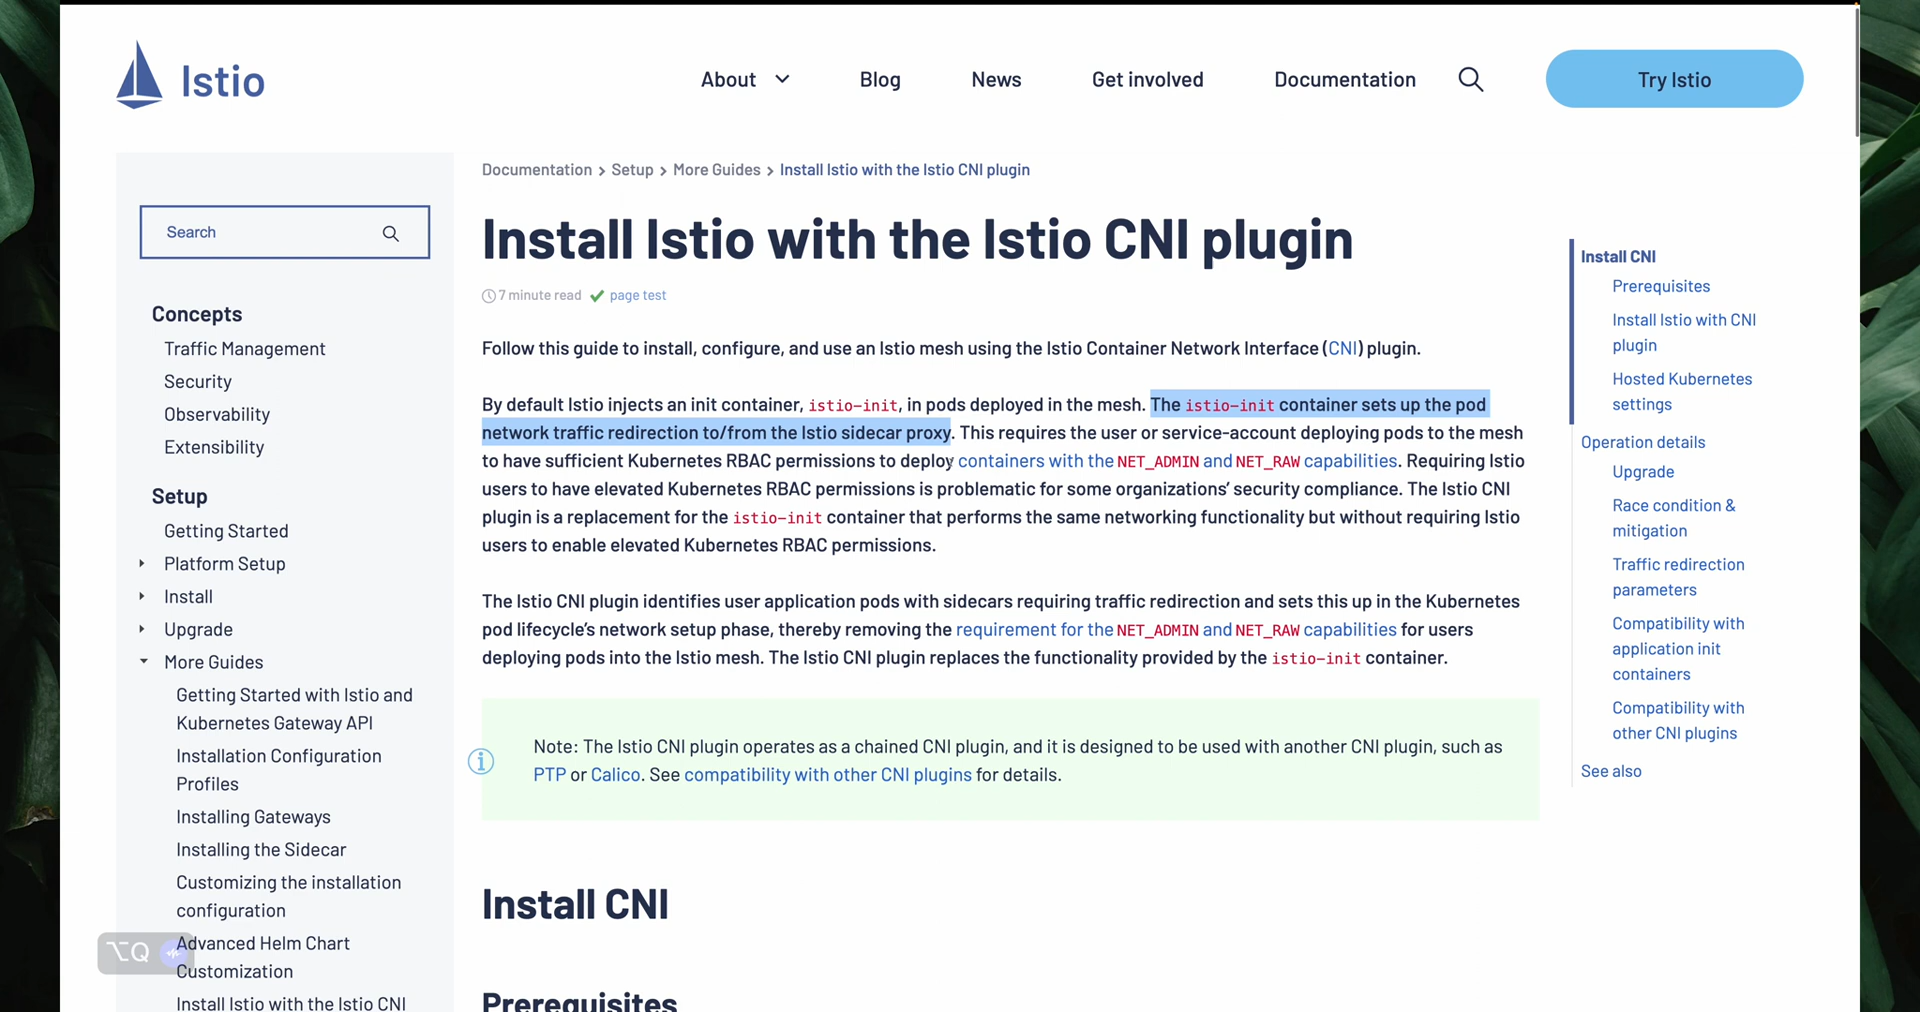 Istio
About
Blog
News
Get involved
Documentation
Try Istio
Search
Concepts
Traffic Management
Security
Observability
Extensibility
Setup
Getting Started
Platform Setup
Install
Upgrade
More Guides
Getting Started with Istio and
Kubernetes Gateway API
Installation Configuration
Profiles
Installing Gateways
Installing the Sidecar
Customizing the installation
configuration
Advanced Helm Chart
Customization
Install Istio with the Istio CNI
⌥Q
Documentation > Setup > More Guides > Install Istio with the Istio CNI plugin
Install Istio with the Istio CNI plugin
7 minute read ✔ page test
Follow this guide to install, configure, and use an Istio mesh using the Istio Container Network Interface (CNI) plugin.
By default Istio injects an init container, istio-init, in pods deployed in the mesh. The istio-init container sets up the pod
network traffic redirection to/from the Istio sidecar proxy. This requires the user or service-account deploying pods to the mesh
to have sufficient Kubernetes RBAC permissions to deploy containers with the NET_ADMIN and NET_RAW capabilities. Requiring Istio
users to have elevated Kubernetes RBAC permissions is problematic for some organizations’ security compliance. The Istio CNI
plugin is a replacement for the istio-init container that performs the same networking functionality but without requiring Istio
users to enable elevated Kubernetes RBAC permissions.
The Istio CNI plugin identifies user application pods with sidecars requiring traffic redirection and sets this up in the Kubernetes
pod lifecycle’s network setup phase, thereby removing the requirement for the NET_ADMIN and NET_RAW capabilities for users
deploying pods into the Istio mesh. The Istio CNI plugin replaces the functionality provided by the istio-init container.
Note: The Istio CNI plugin operates as a chained CNI plugin, and it is designed to be used with another CNI plugin, such as
PTP or Calico. See compatibility with other CNI plugins for details.
Install CNI
Prerequisites
Install CNI
Prerequisites
Install Istio with CNI
plugin
Hosted Kubernetes
settings
Operation details
Upgrade
Race condition &
mitigation
Traffic redirection
parameters
Compatibility with
application init
containers
Compatibility with
other CNI plugins
See also